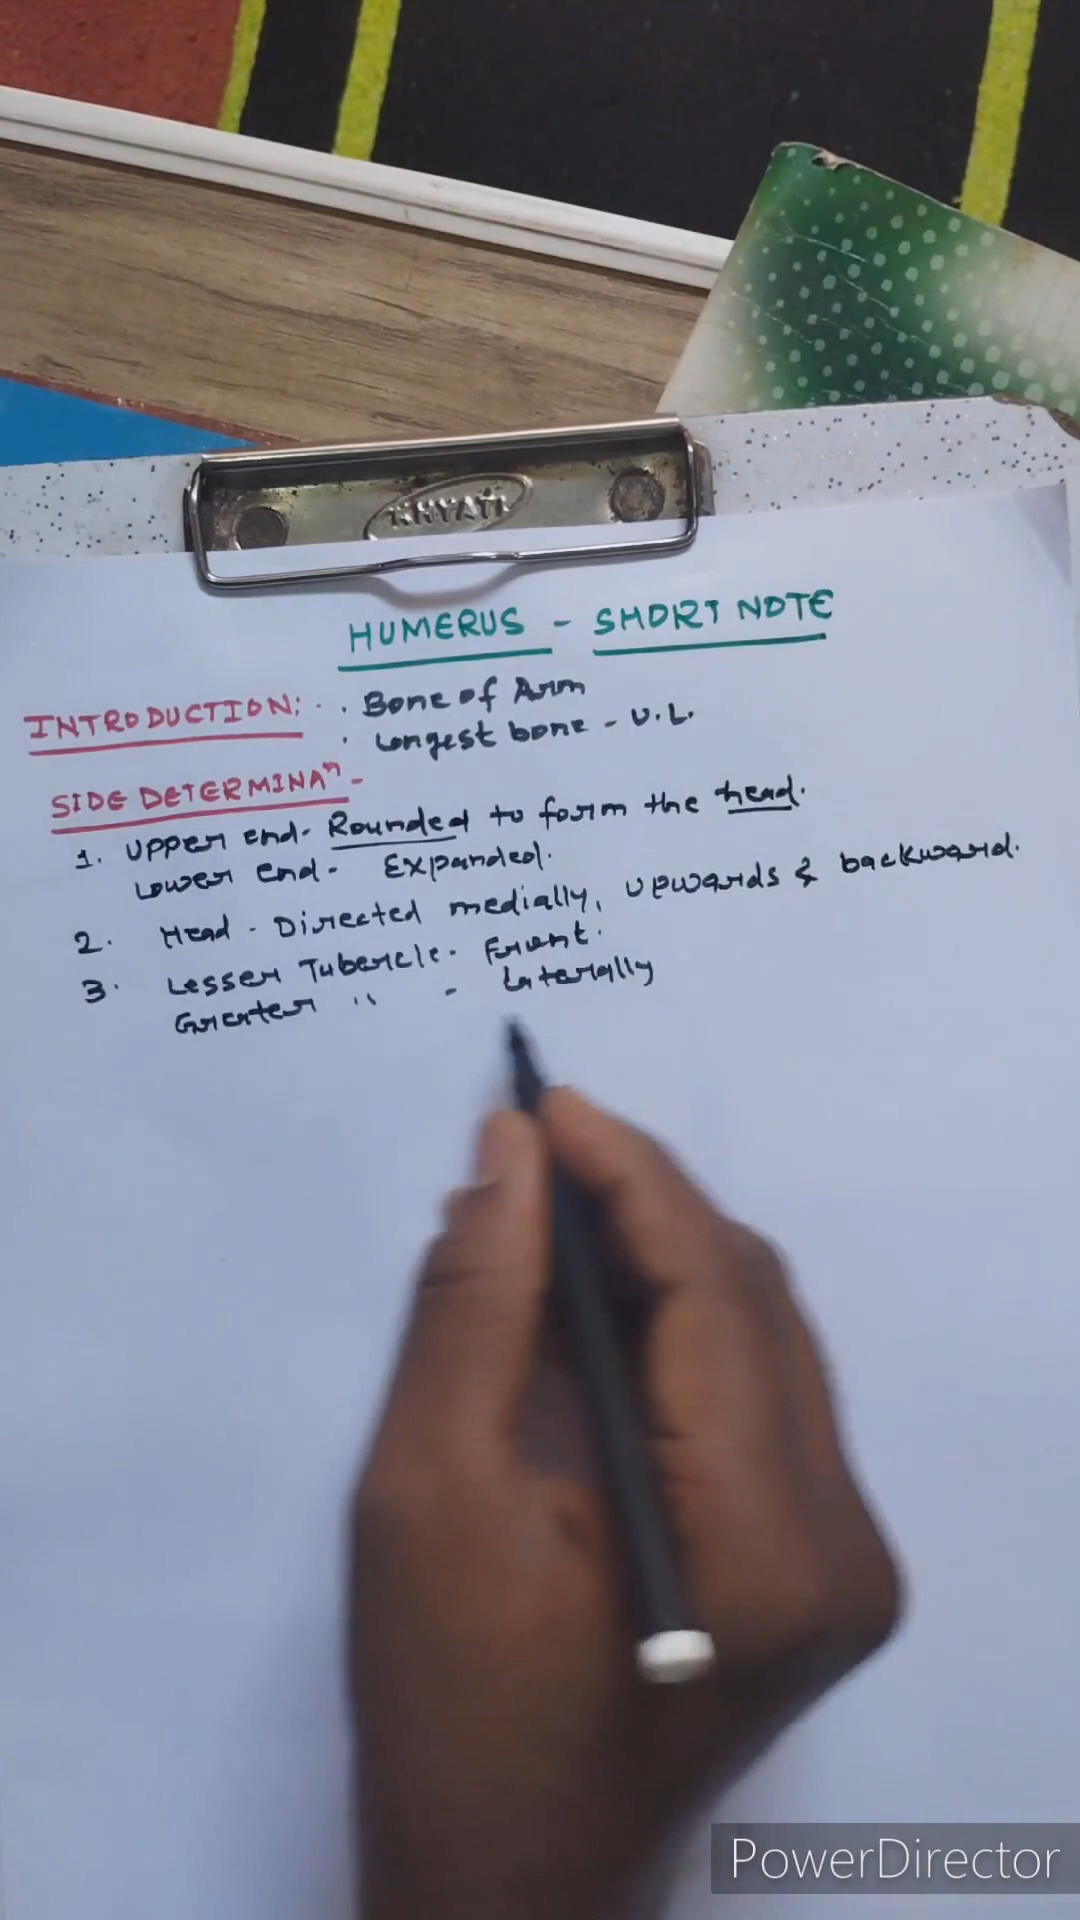 KHYATI
HUMERUS - SHORT NOTE
INTRODUCTION: · Bone of Arm
· Longest bone - U.L.
SIDE DETERMINAⁿ -
1. Upper end - Rounded to form the head.
Lower end - Expanded.
2. Head - Directed medially, upwards & backward.
3. Lesser Tubercle - Front.
Greater " - Laterally
PowerDirector